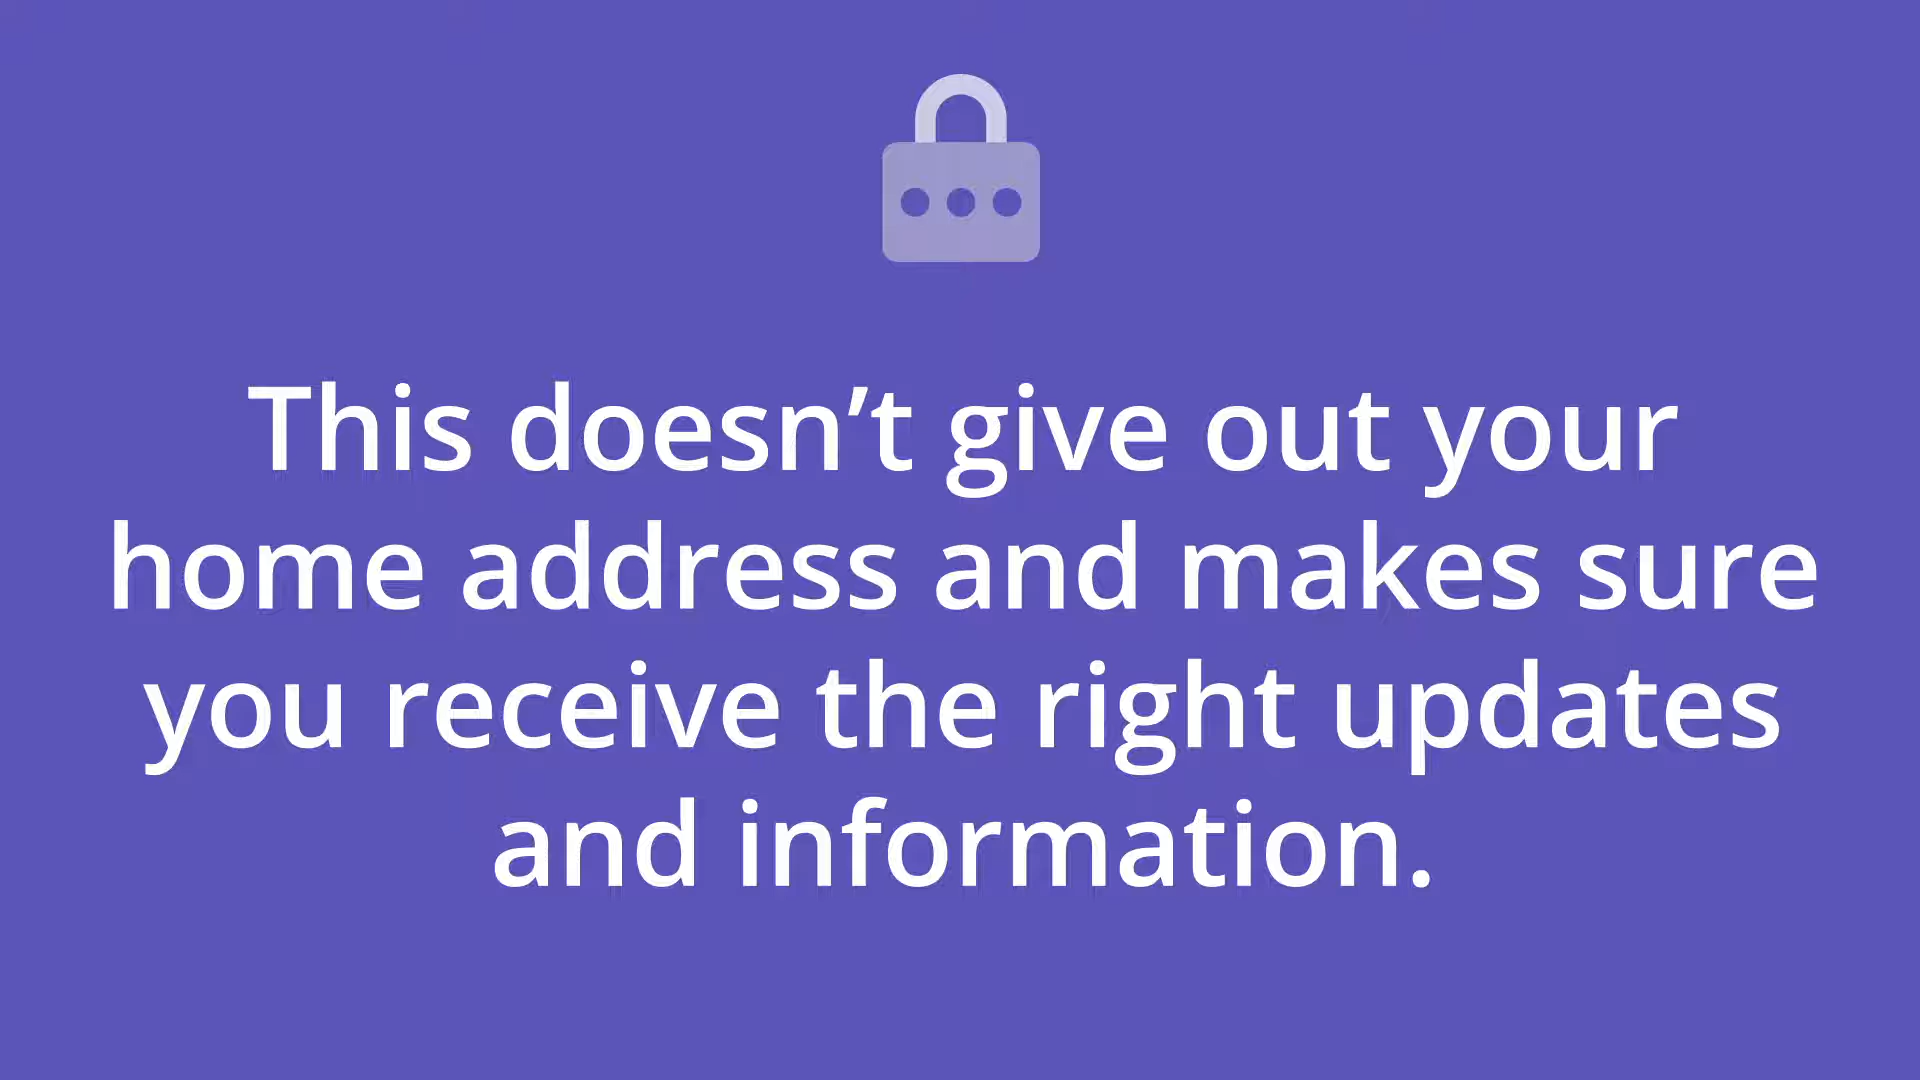 This doesn’t give out your
home address and makes sure
you receive the right updates
and information.